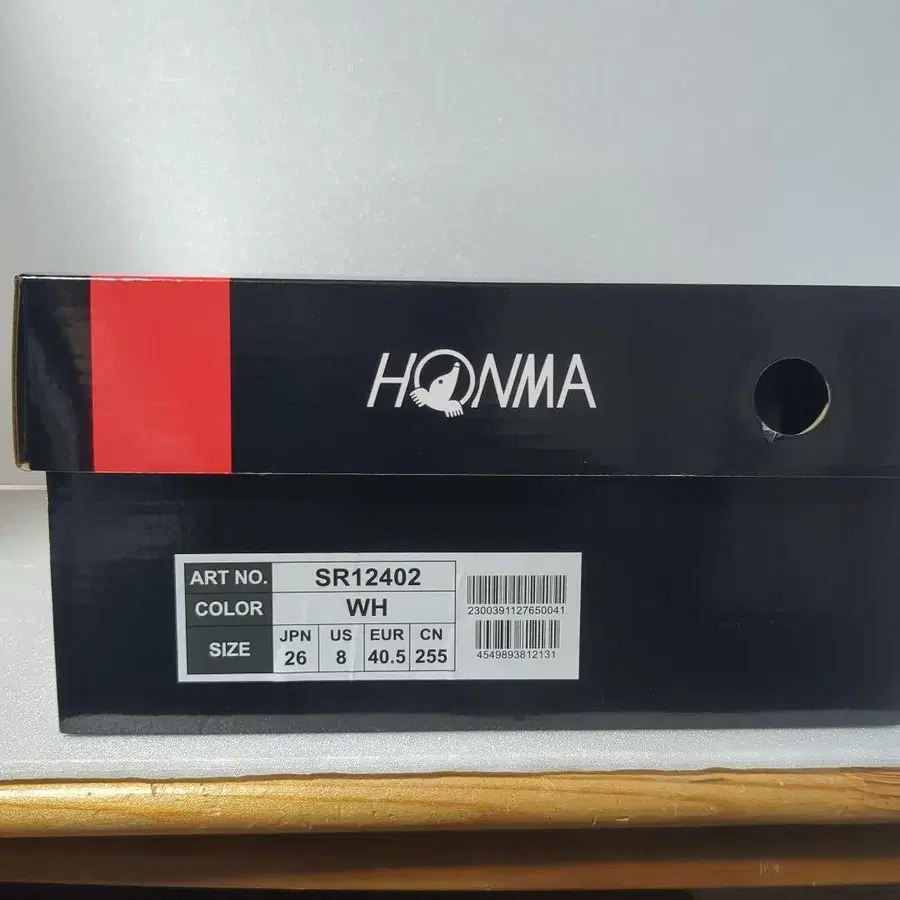 HONMA
ART NO. SR12402
COLOR WH
SIZE JPN US EUR CN
26 8 40.5 255
2300391127650041
4549893812131